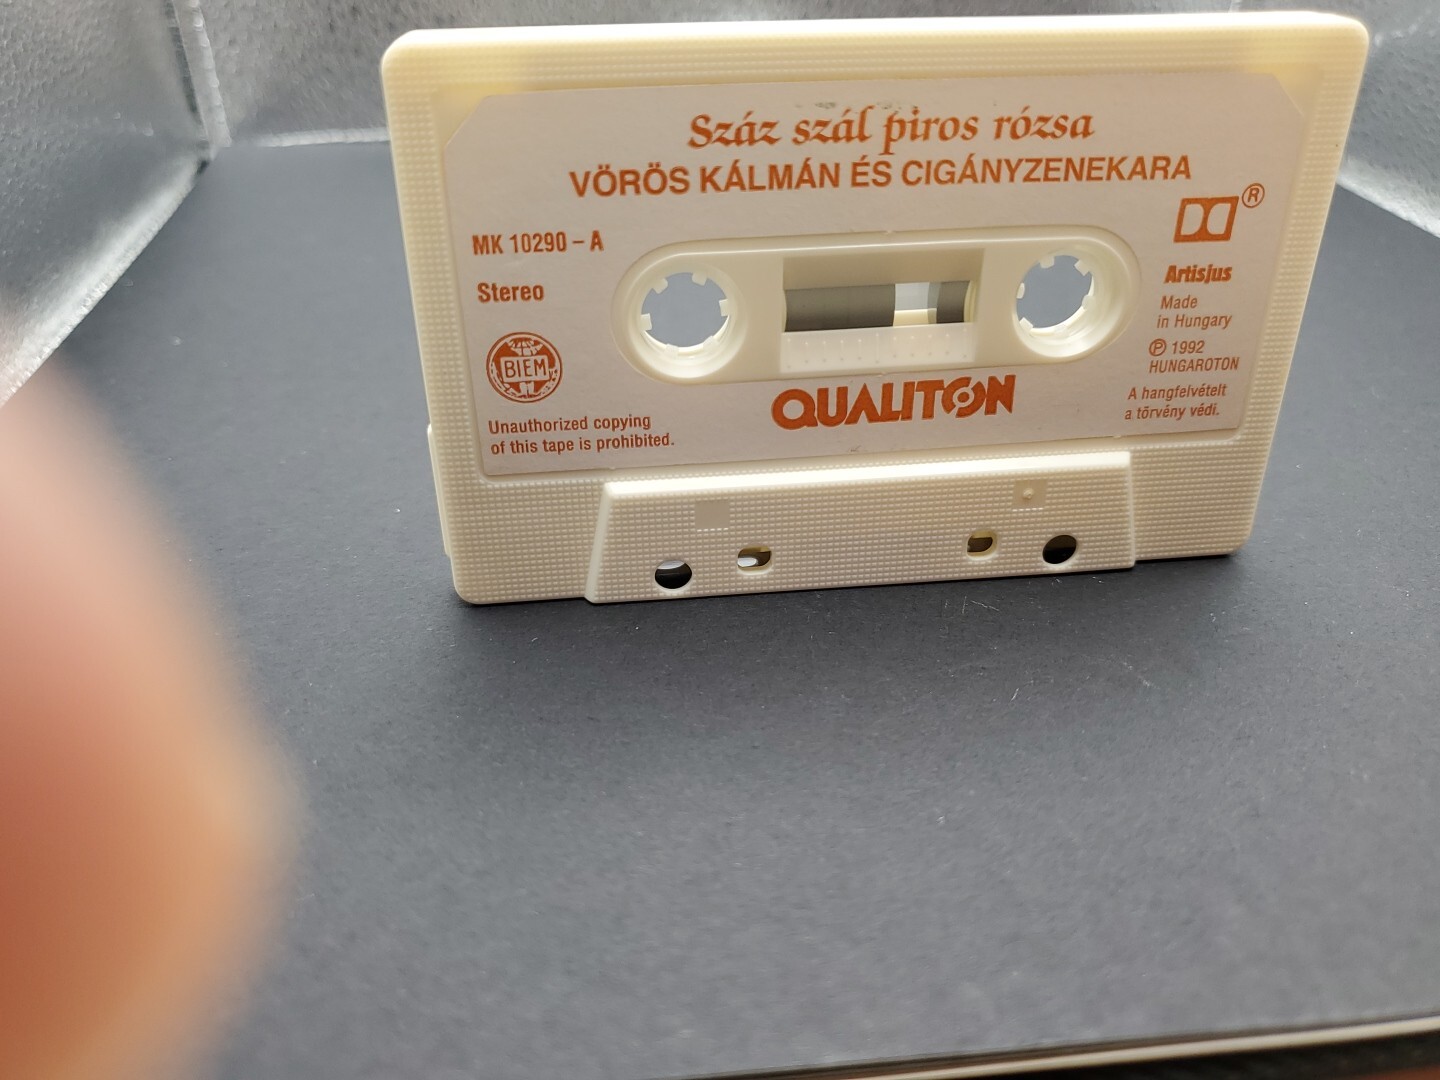 Száz szál piros rózsa
VÖRÖS KÁLMÁN ÉS CIGÁNYZENEKARA
MK 10290 – A
Stereo
BIEM
Unauthorized copying
of this tape is prohibited.
QUALITON
®
Artisjus
Made
in Hungary
℗ 1992
HUNGAROTON
A hangfelvételt
a törvény védi.